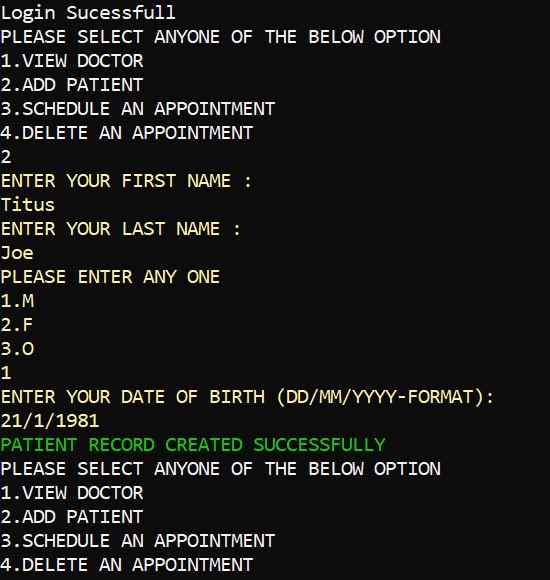 Login Sucessfull
PLEASE SELECT ANYONE OF THE BELOW OPTION
1.VIEW DOCTOR
2.ADD PATIENT
3.SCHEDULE AN APPOINTMENT
4.DELETE AN APPOINTMENT
2
ENTER YOUR FIRST NAME :
Titus
ENTER YOUR LAST NAME :
Joe
PLEASE ENTER ANY ONE
1.M
2.F
3.O
1
ENTER YOUR DATE OF BIRTH (DD/MM/YYYY-FORMAT):
21/1/1981
PATIENT RECORD CREATED SUCCESSFULLY
PLEASE SELECT ANYONE OF THE BELOW OPTION
1.VIEW DOCTOR
2.ADD PATIENT
3.SCHEDULE AN APPOINTMENT
4.DELETE AN APPOINTMENT